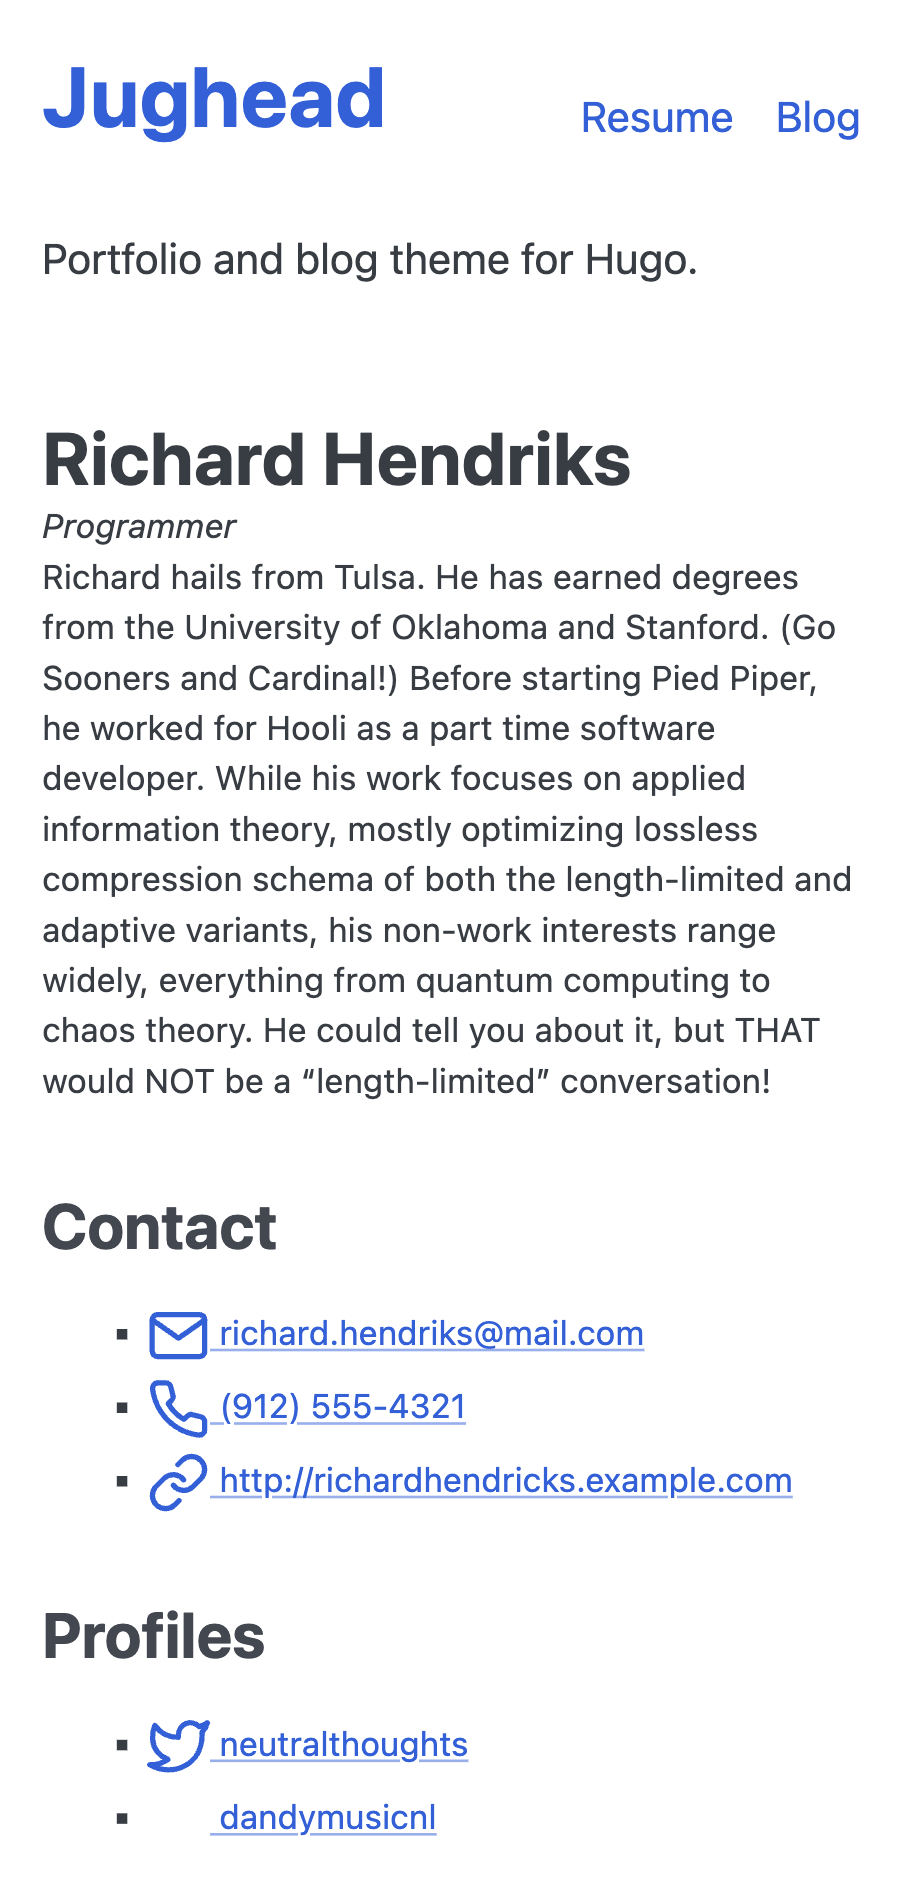 Jughead
Resume Blog
Portfolio and blog theme for Hugo.
Richard Hendriks
Programmer
Richard hails from Tulsa. He has earned degrees
from the University of Oklahoma and Stanford. (Go
Sooners and Cardinal!) Before starting Pied Piper,
he worked for Hooli as a part time software
developer. While his work focuses on applied
information theory, mostly optimizing lossless
compression schema of both the length-limited and
adaptive variants, his non-work interests range
widely, everything from quantum computing to
chaos theory. He could tell you about it, but THAT
would NOT be a “length-limited” conversation!
Contact
richard.hendriks@mail.com
(912) 555-4321
http://richardhendricks.example.com
Profiles
neutralthoughts
dandymusicnl